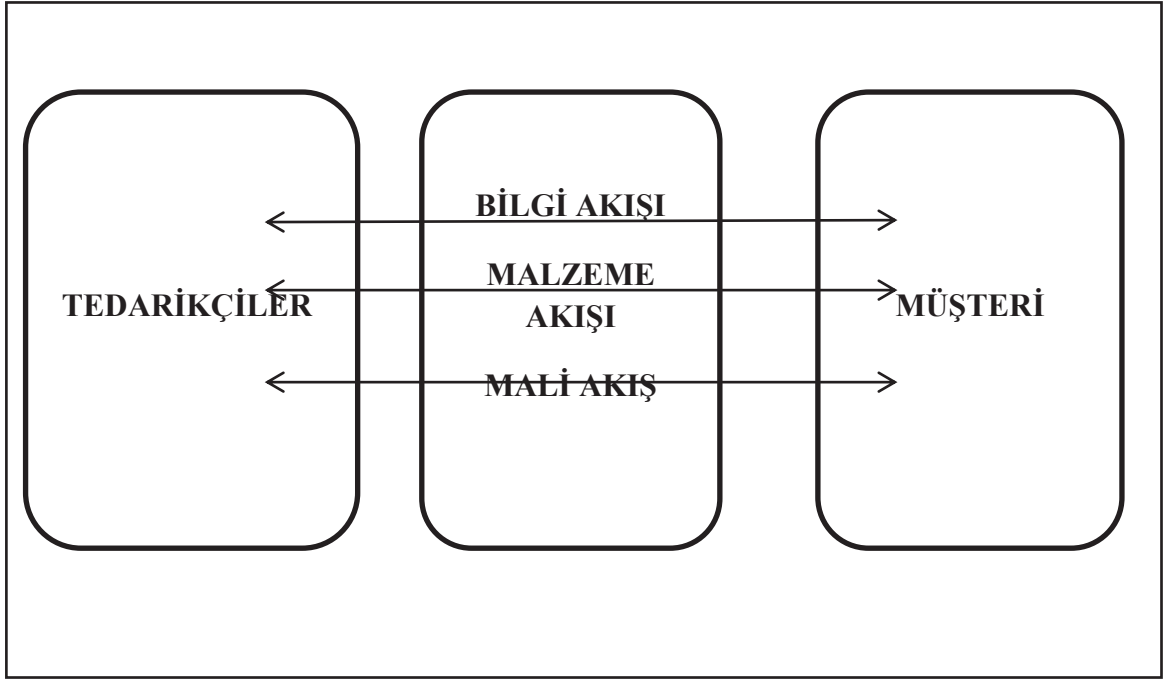 BİLGİ AKIŞI
MALZEME
AKIŞI
TEDARİKÇİLER
MÜŞTERİ
MALİ AKIŞ